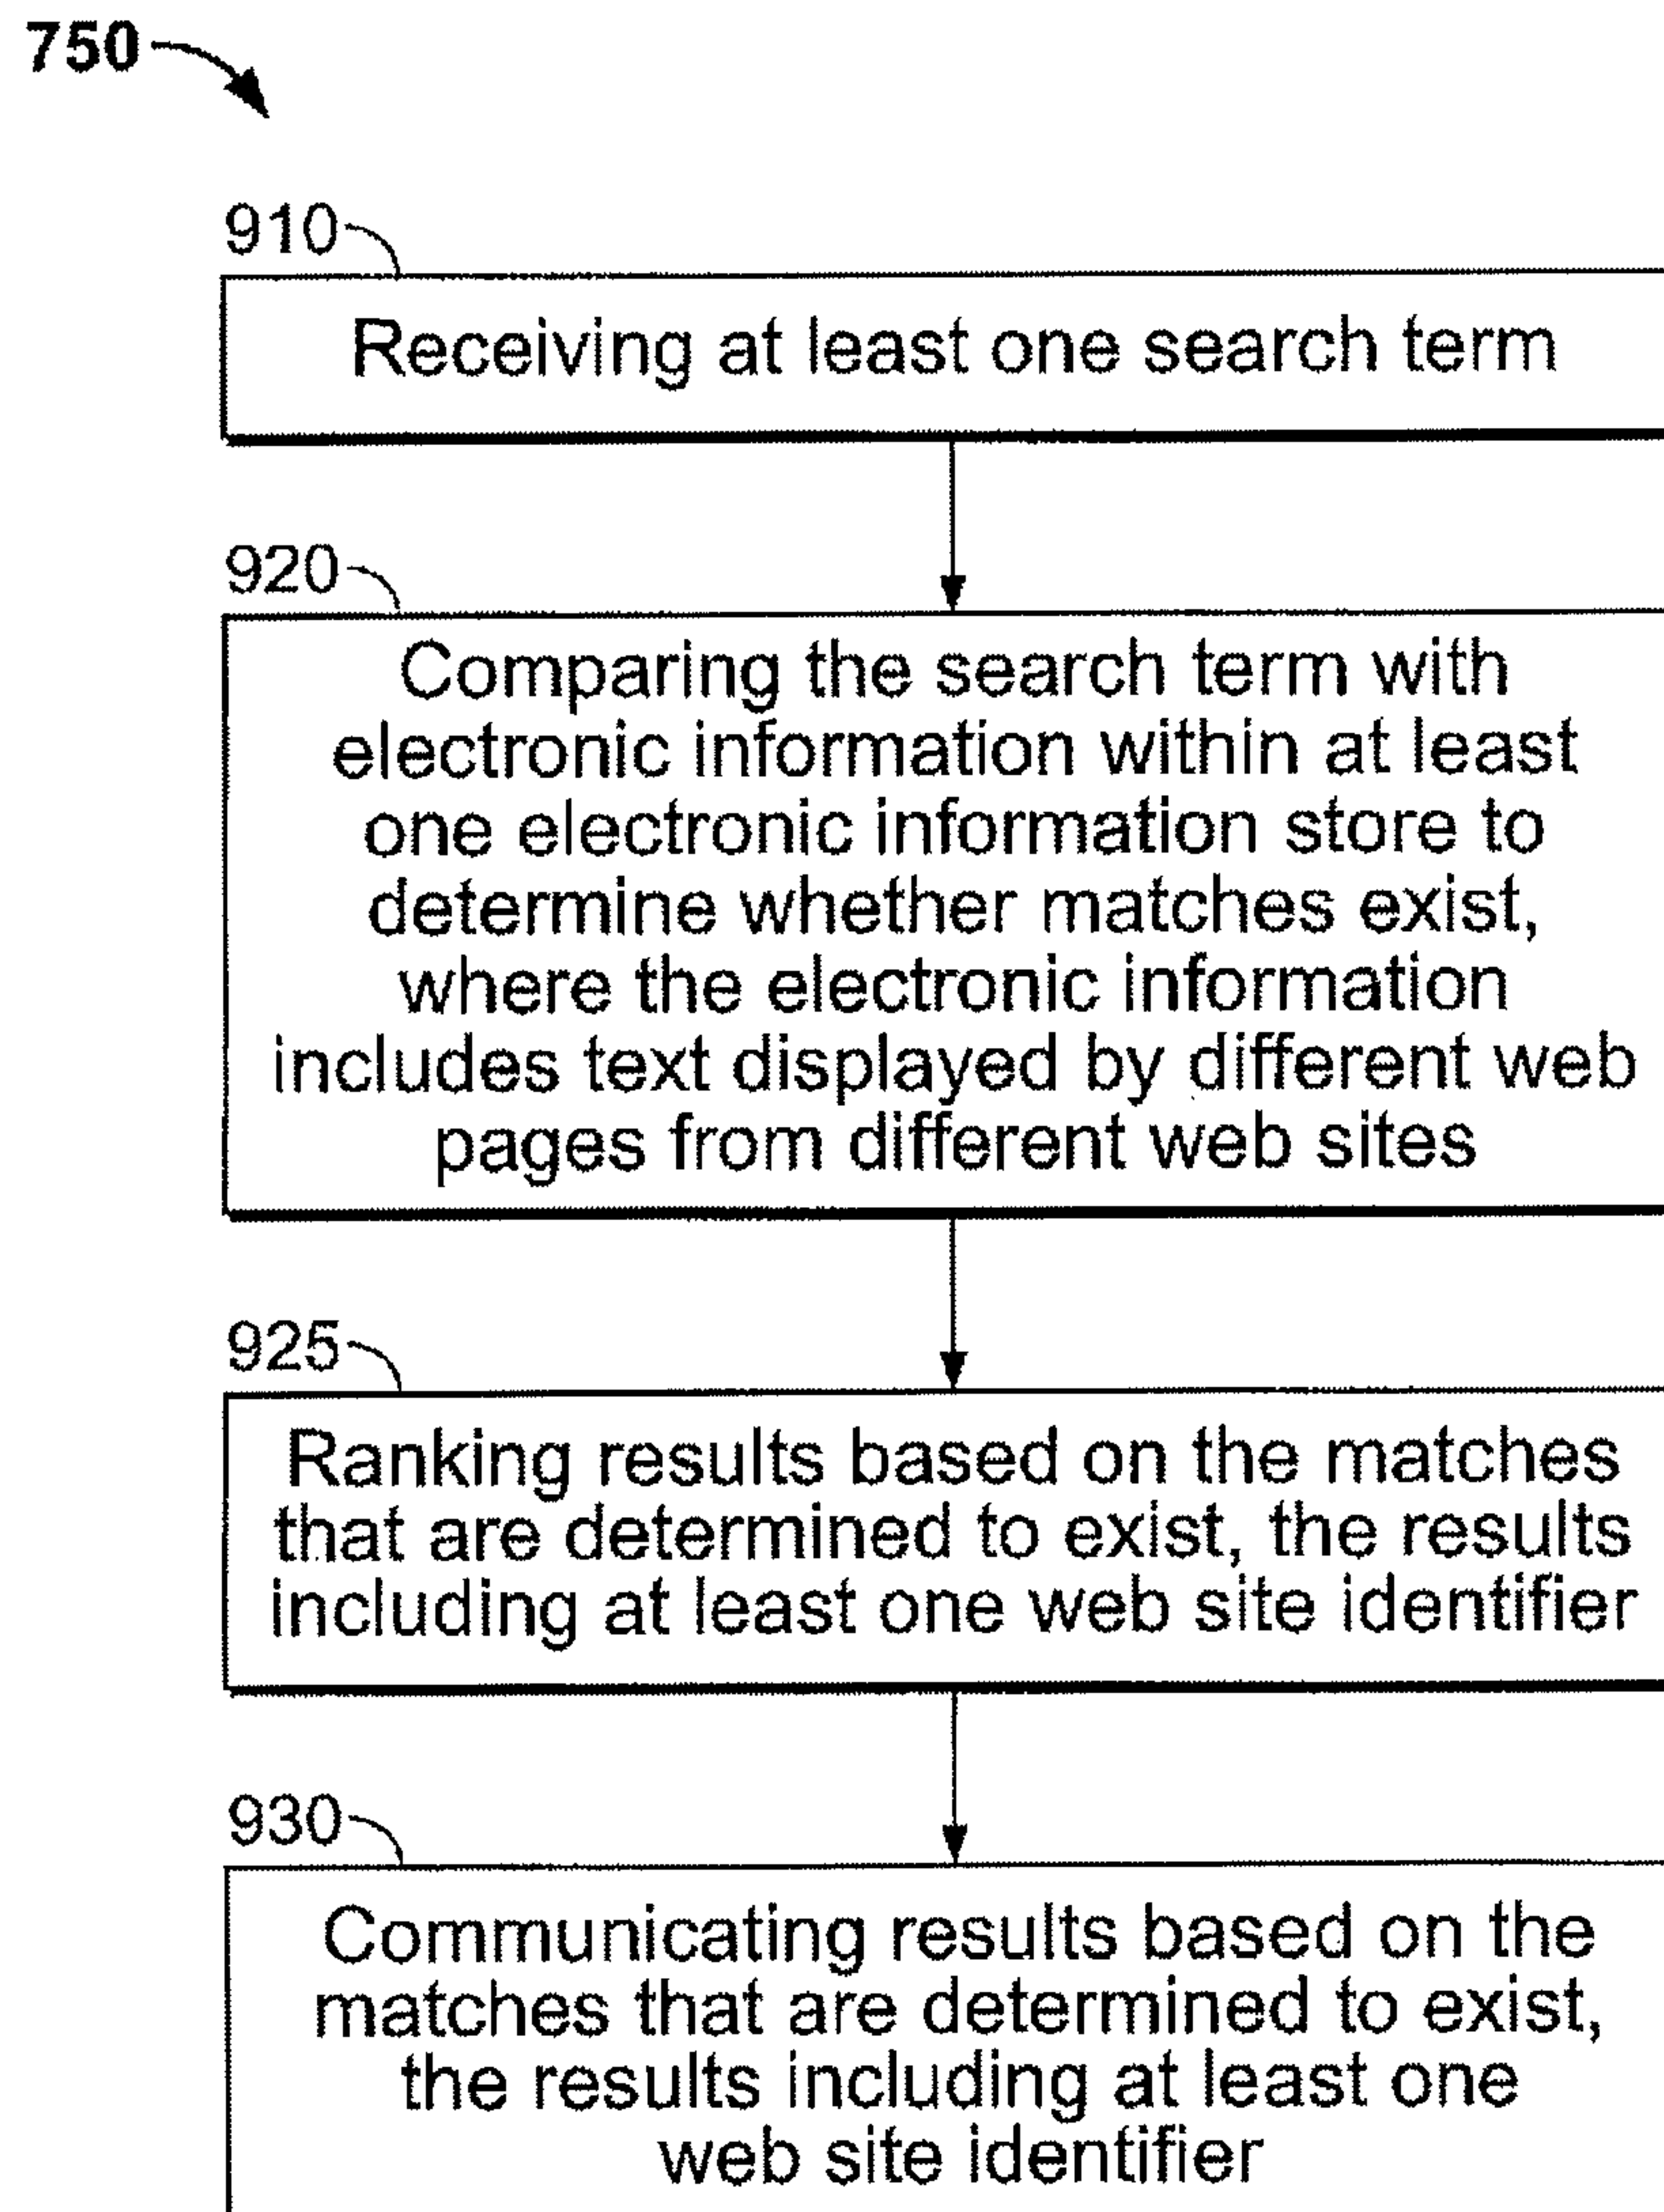 750
910
Receiving at least one search term
920
Comparing the search term with
electronic information within at least
one electronic information store to
determine whether matches exist,
where the electronic information
includes text displayed by different web
pages from different web sites
925
Ranking results based on the matches
that are determined to exist, the results
including at least one web site identifier
930
Communicating results based on the
matches that are determined to exist,
the results including at least one
web site identifier